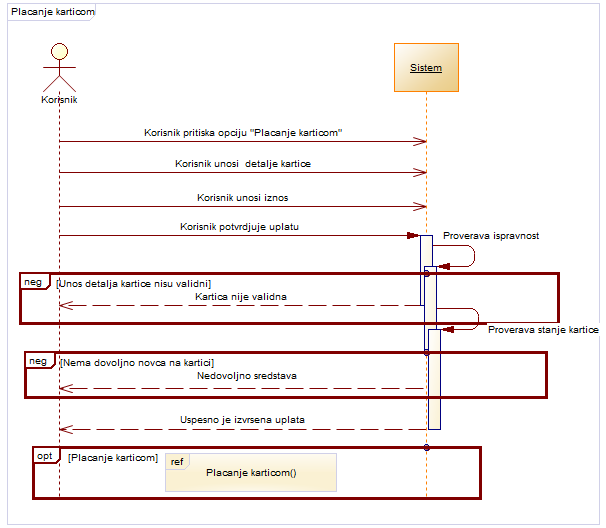 Placanje karticom
Korisnik
Sistem
Korisnik pritiska opciju "Placanje karticom"
Korisnik unosi detalje kartice
Korisnik unosi iznos
Korisnik potvrdjuje uplatu
Proverava ispravnost
neg
[Unos detalja kartice nisu validni]
Kartica nije validna
Proverava stanje kartice
neg
[Nema dovoljno novca na kartici]
Nedovoljno sredstava
Uspesno je izvrsena uplata
opt
[Placanje karticom]
ref
Placanje karticom()